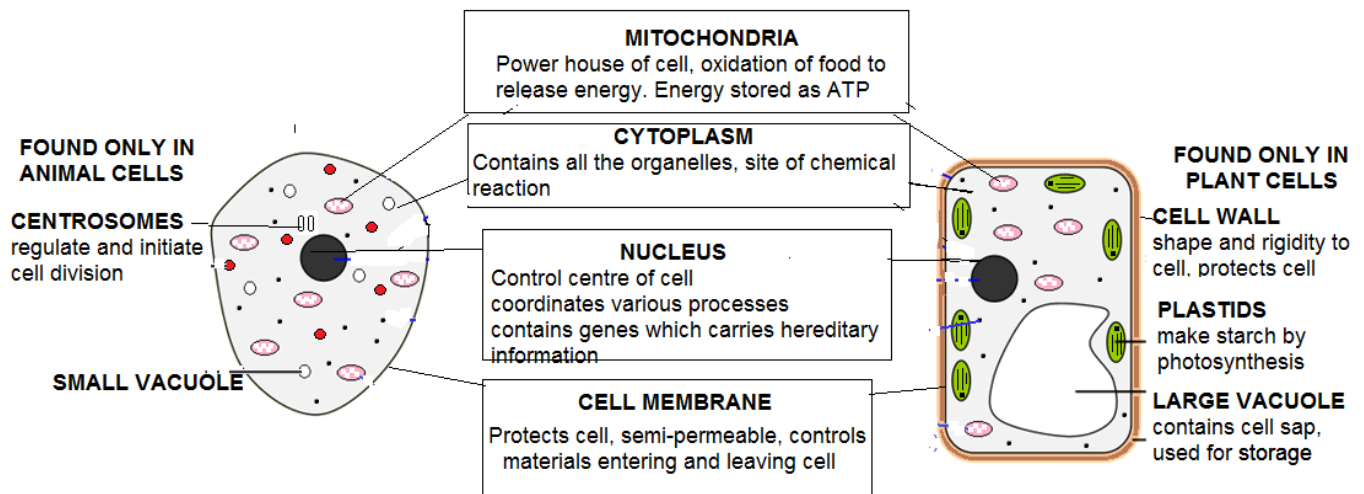 MITOCHONDRIA
Power house of cell, oxidation of food to
release energy. Energy stored as ATP
CYTOPLASM
Contains all the organelles, site of chemical
reaction
NUCLEUS
Control centre of cell
coordinates various processes
contains genes which carries hereditary
information
CELL MEMBRANE
Protects cell, semi-permeable, controls
materials entering and leaving cell
FOUND ONLY IN
ANIMAL CELLS
CENTROSOMES
regulate and initiate
cell division
SMALL VACUOLE
FOUND ONLY IN
PLANT CELLS
CELL WALL
shape and rigidity to
cell, protects cell
PLASTIDS
make starch by
photosynthesis
LARGE VACUOLE
contains cell sap,
used for storage